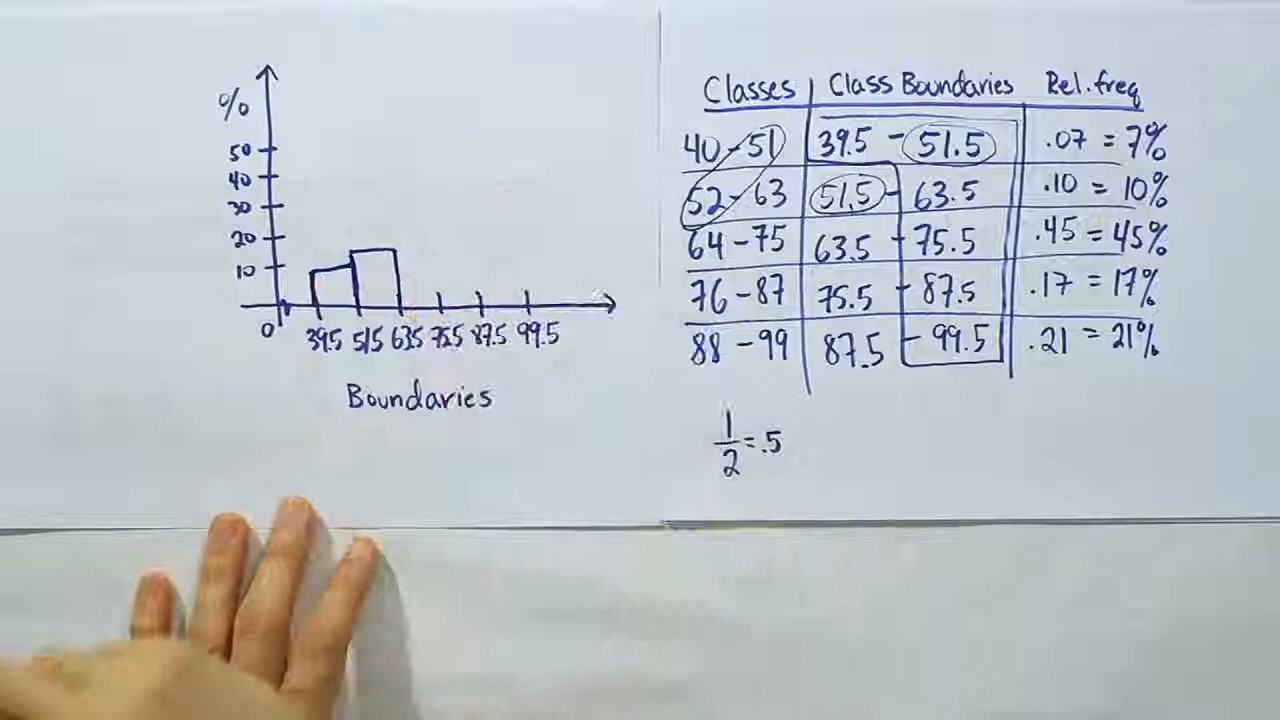 %
50
40
30
20
10
0
39.5 51.5 63.5 75.5 87.5 99.5
Boundaries
Classes Class Boundaries Rel. freq
40 - 51 39.5 - 51.5 .07 = 7%
52 - 63 51.5 - 63.5 .10 = 10%
64 - 75 63.5 - 75.5 .45 = 45%
76 - 87 75.5 - 87.5 .17 = 17%
88 - 99 87.5 - 99.5 .21 = 21%
1/2 = .5